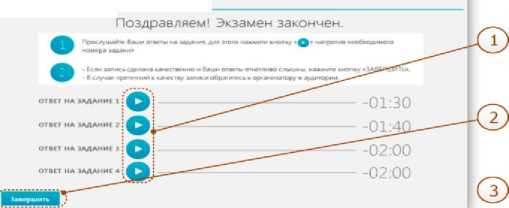 Поздравляем! Экзамен закончен.
1
Прослушайте Ваши ответы на задания, для этого нажмите кнопку « » напротив необходимого
номера задания
2
- Если запись сделана качественно и Ваши ответы отчетливо слышны, нажмите кнопку «ЗАВЕРШИТЬ».
- В случае претензий к качеству записи обратитесь к организатору в аудитории.
ОТВЕТ НА ЗАДАНИЕ 1 -01:30
ОТВЕТ НА ЗАДАНИЕ 2 -01:40
ОТВЕТ НА ЗАДАНИЕ 3 -02:00
ОТВЕТ НА ЗАДАНИЕ 4 -02:00
Завершить
1
2
3